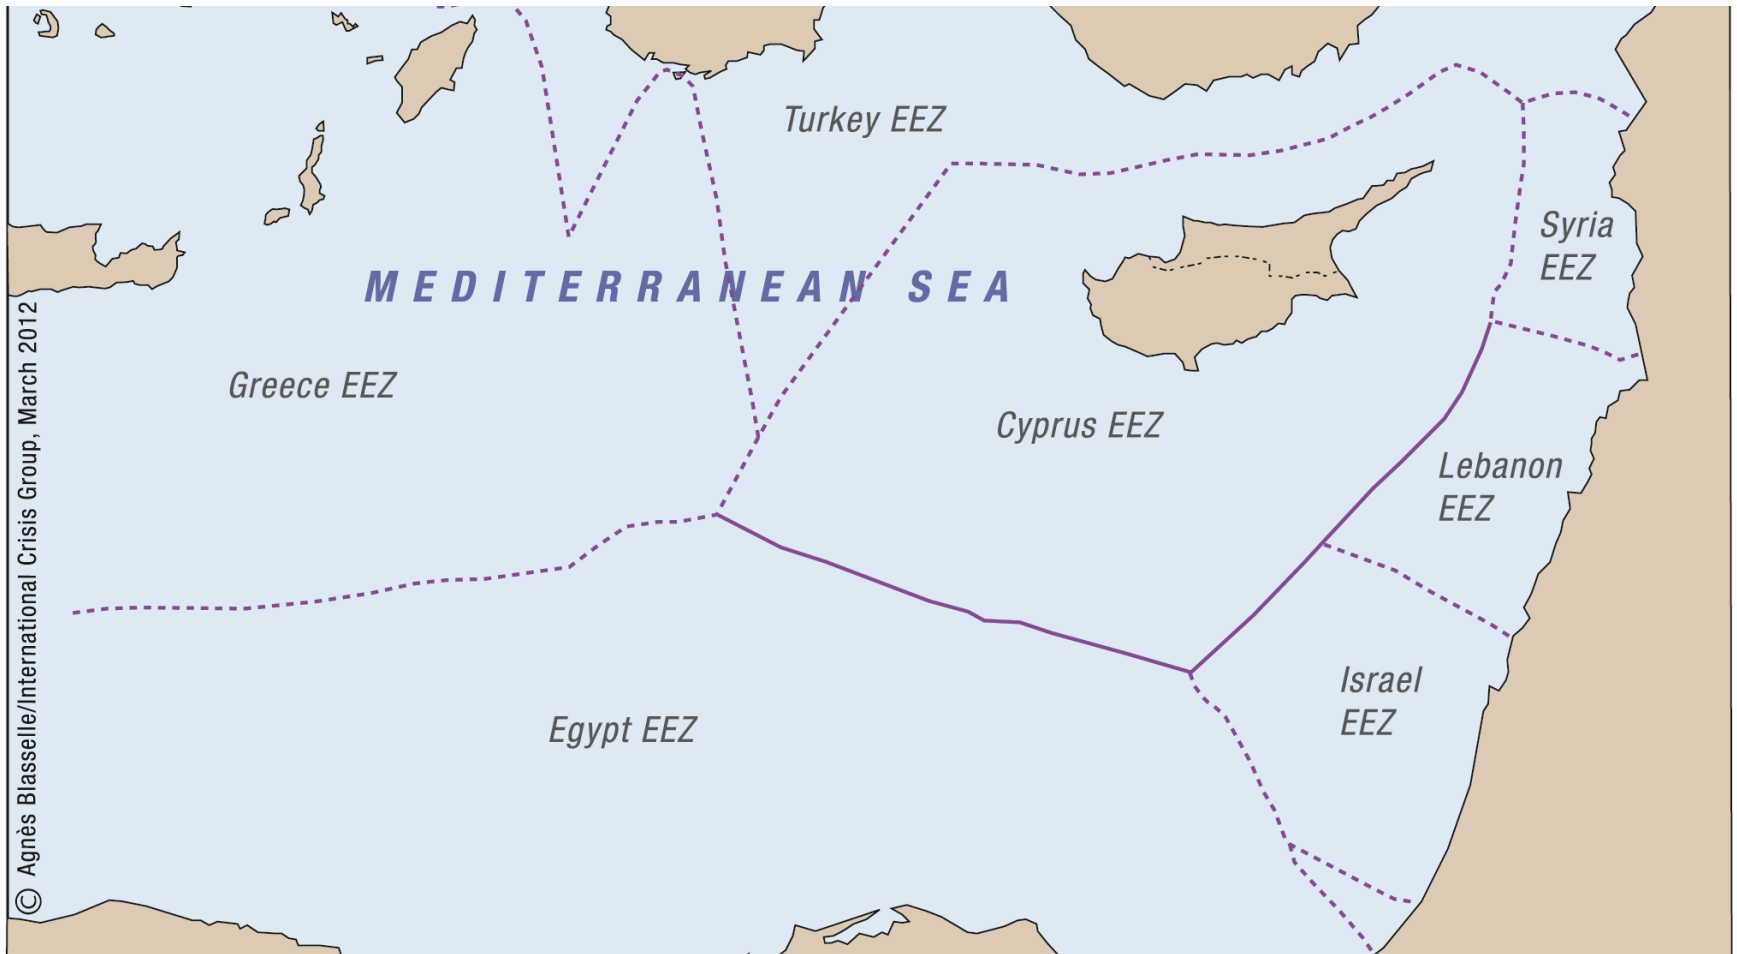 Turkey EEZ
Syria
EEZ
MEDITERRANEAN SEA
Greece EEZ
Cyprus EEZ
Lebanon
EEZ
Israel
EEZ
Egypt EEZ
© Agnès Blasselle/International Crisis Group, March 2012